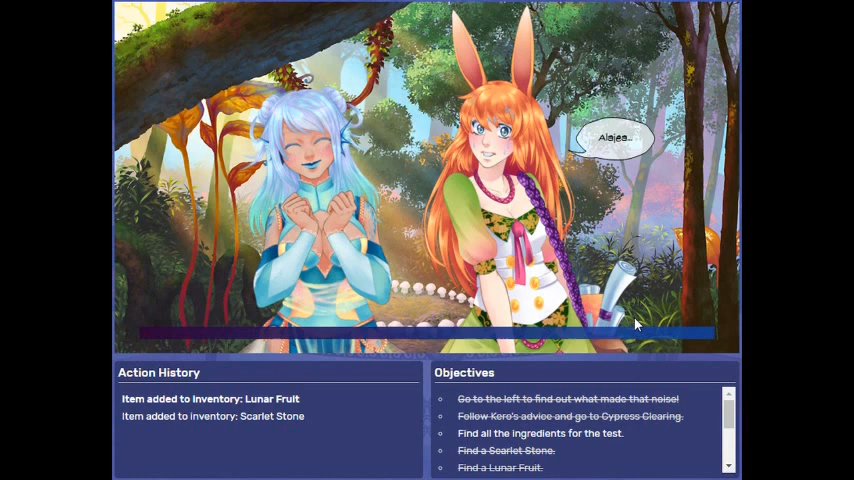 Alajea...
Action History
Item added to inventory: Lunar Fruit
Item added to inventory: Scarlet Stone
Objectives
Go to the left to find out what made that noise!
Follow Kero's advice and go to Cypress Clearing.
Find all the ingredients for the test.
Find a Scarlet Stone.
Find a Lunar Fruit.